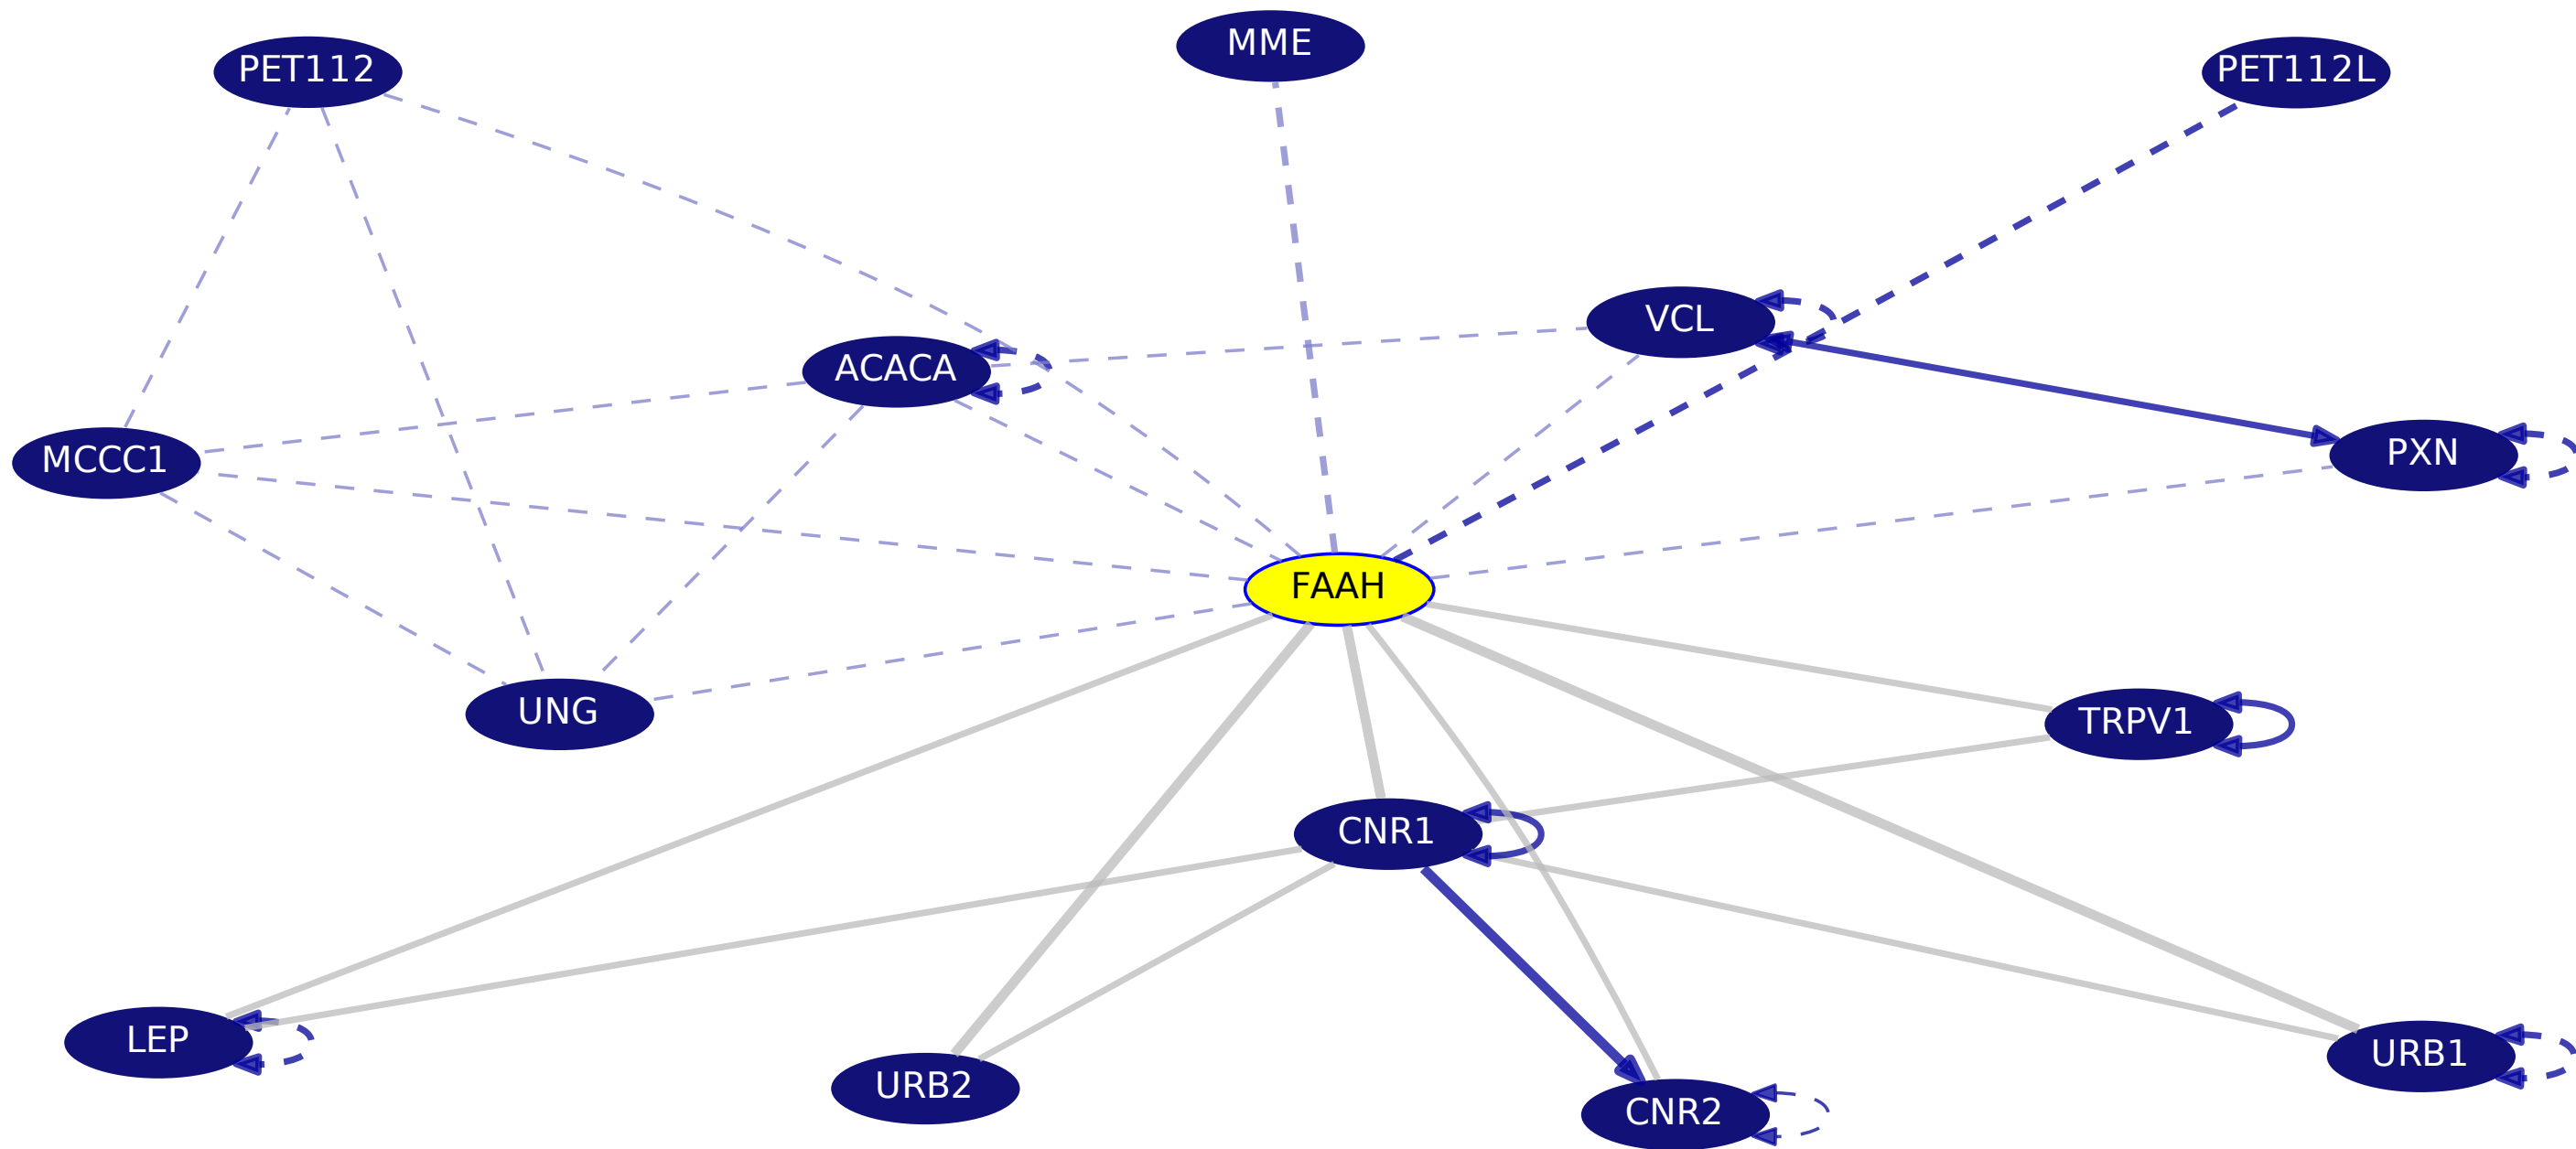 MME
PET112
PET112L
VCL
ACACA
PXN
MCCC1
FAAH
UNG
TRPV1
CNR1
LEP
URB1
URB2
CNR2